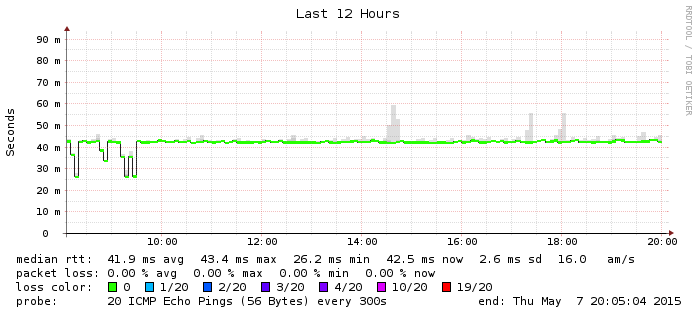 Last 12 Hours
RRDTOOL / TOBI OETIKER
Seconds
90 m
80 m
70 m
60 m
50 m
40 m
30 m
20 m
10 m
0
10:00 12:00 14:00 16:00 18:00 20:00
median rtt: 41.9 ms avg 43.4 ms max 26.2 ms min 42.5 ms now 2.6 ms sd 16.0 am/s
packet loss: 0.00 % avg 0.00 % max 0.00 % min 0.00 % now
loss color: 0 1/20 2/20 3/20 4/20 10/20 19/20
probe: 20 ICMP Echo Pings (56 Bytes) every 300s end: Thu May 7 20:05:04 2015